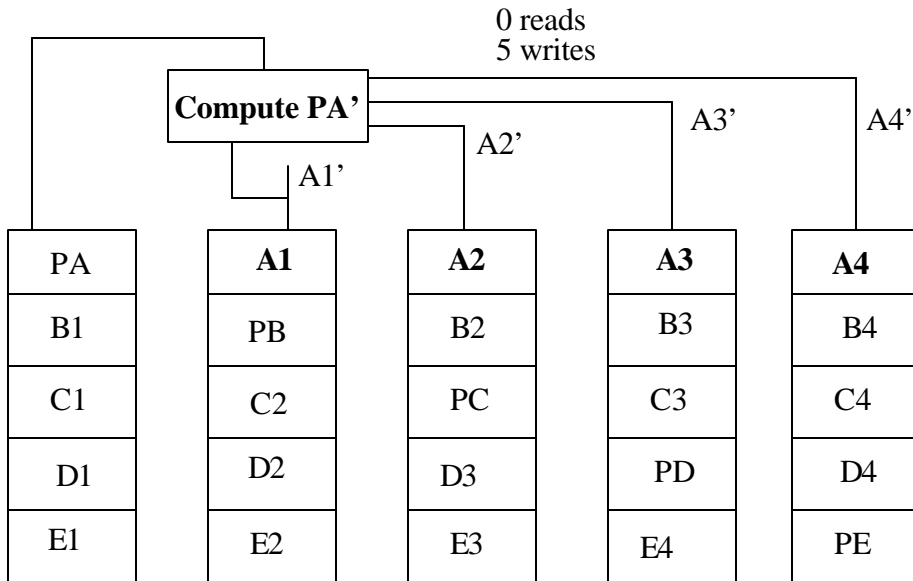 0 reads
5 writes
Compute PA’
A1’
A2’
A3’
A4’
PA A1 A2 A3 A4
B1 PB B2 B3 B4
C1 C2 PC C3 C4
D1 D2 D3 PD D4
E1 E2 E3 E4 PE